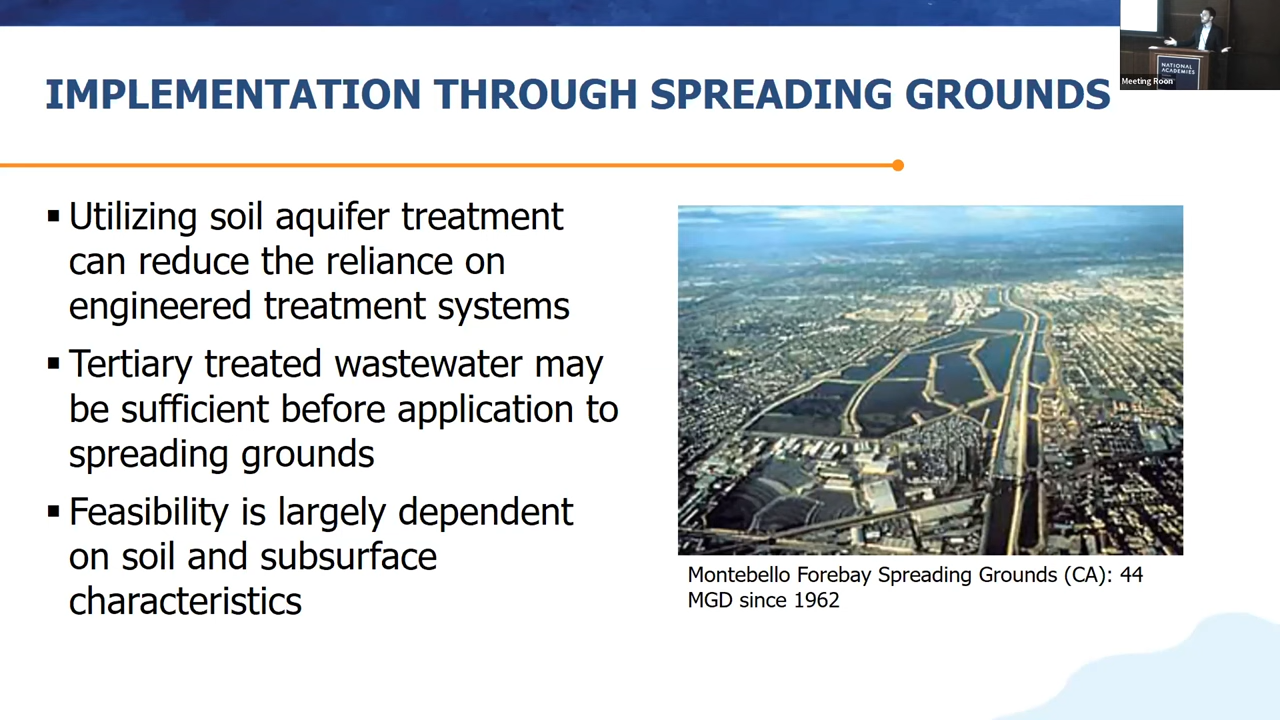 IMPLEMENTATION THROUGH SPREADING GROUNDS
▪ Utilizing soil aquifer treatment
can reduce the reliance on
engineered treatment systems
▪ Tertiary treated wastewater may
be sufficient before application to
spreading grounds
▪ Feasibility is largely dependent
on soil and subsurface
characteristics
Montebello Forebay Spreading Grounds (CA): 44
MGD since 1962
NATIONAL
ACADEMIES
Meeting Room